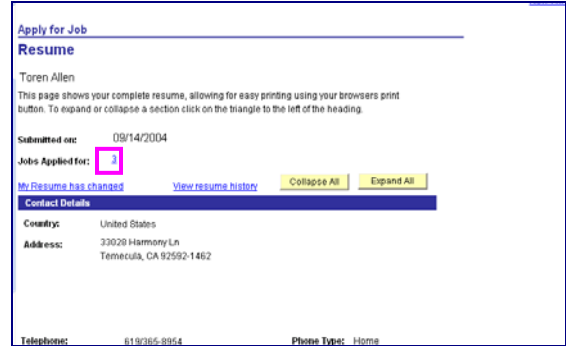 Apply for Job
Resume
Toren Allen
This page shows your complete resume, allowing for easy printing using your browsers print
button. To expand or collapse a section click on the triangle to the left of the heading.
Submitted on: 09/14/2004
Jobs Applied for: 3
My Resume has changed View resume history Collapse All Expand All
Contact Details
Country: United States
Address: 33028 Harmony Ln
Temecula, CA 92592-1462
Telephone: 619/365-8954 Phone Type: Home